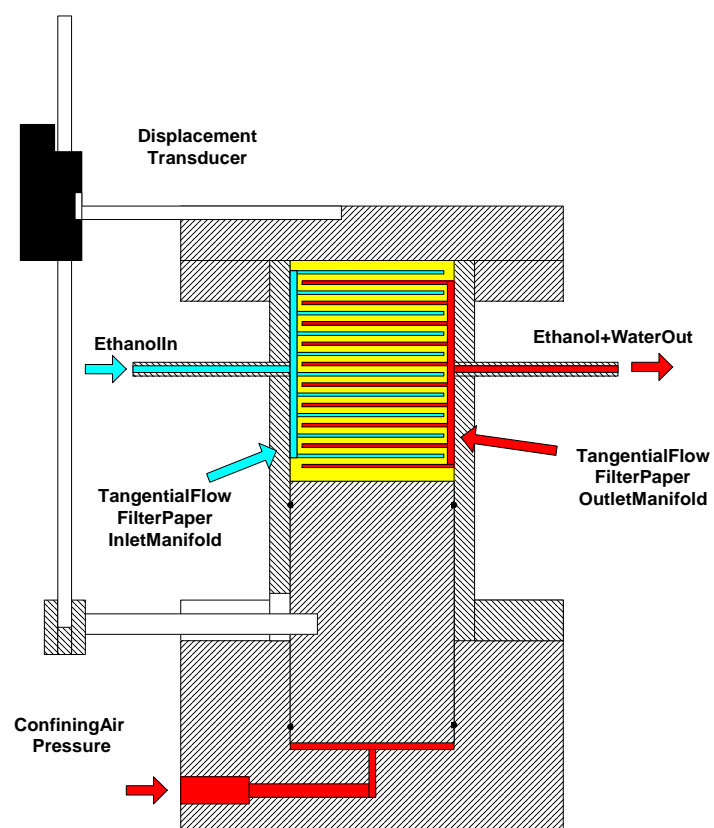 Displacement
Transducer
EthanolIn
Ethanol+WaterOut
TangentialFlow
FilterPaper
InletManifold
TangentialFlow
FilterPaper
OutletManifold
ConfiningAir
Pressure